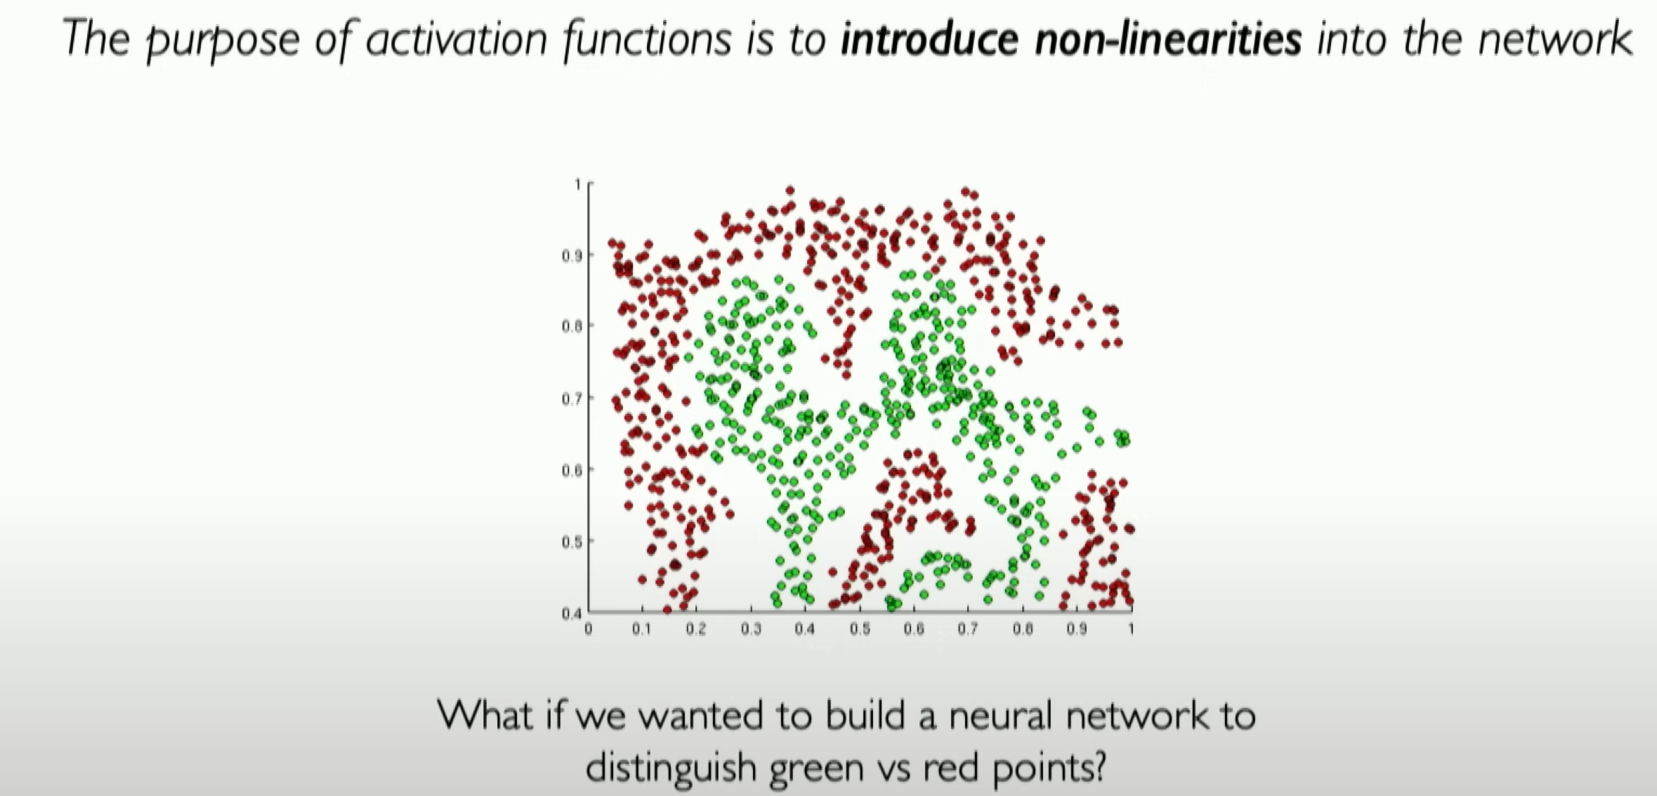 The purpose of activation functions is to introduce non-linearities into the network
1
0.9
0.8
0.7
0.6
0.5
0.4
0 0.1 0.2 0.3 0.4 0.5 0.6 0.7 0.8 0.9 1
What if we wanted to build a neural network to
distinguish green vs red points?